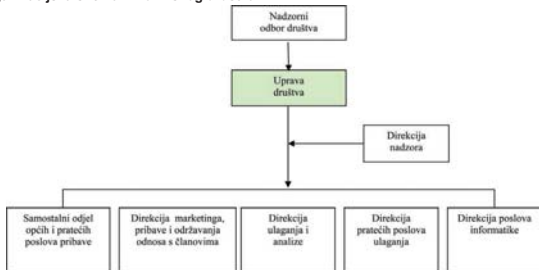 Nadzorni
odbor društva
Uprava
društva
Direkcija
nadzora
Samostalni odjel
općih i pratećih
poslova pribave
Direkcija marketinga,
pribave i održavanja
odnosa s članovima
Direkcija
ulaganja i
analize
Direkcija
pratećih poslova
ulaganja
Direkcija poslova
informatike